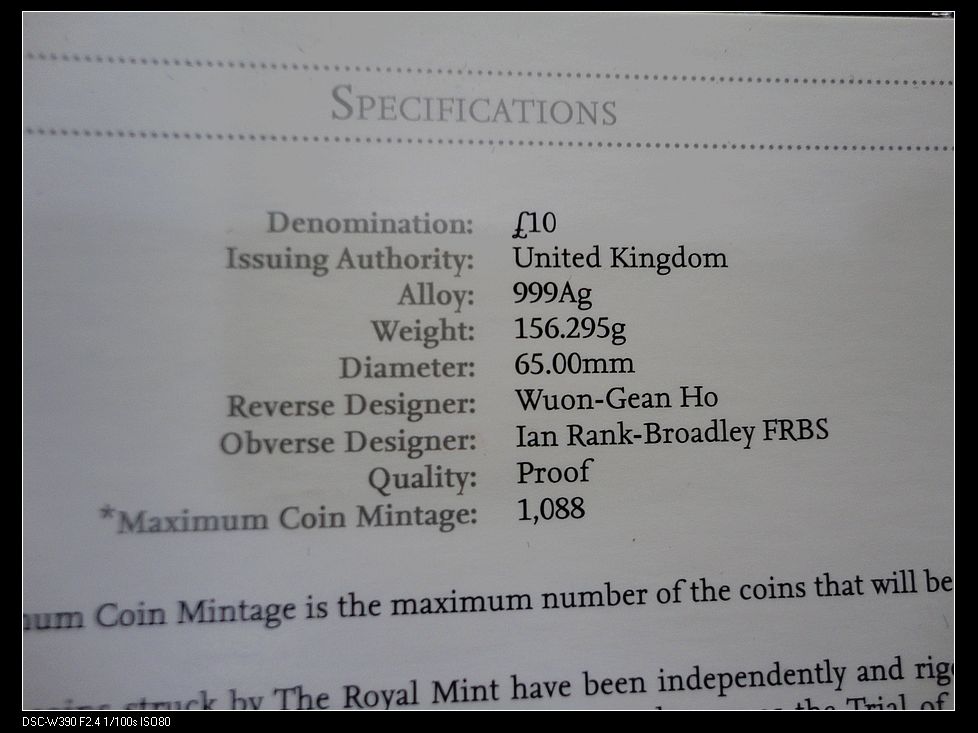 SPECIFICATIONS
Denomination: £10
Issuing Authority: United Kingdom
Alloy: 999Ag
Weight: 156.295g
Diameter: 65.00mm
Reverse Designer: Wuon-Gean Ho
Obverse Designer: Ian Rank-Broadley FRBS
Quality: Proof
*Maximum Coin Mintage: 1,088
Coin Mintage is the maximum number of the coins that will be
struck by The Royal Mint have been independently and
the Trial of
DSC-W390 F2.4 1/100s ISO80